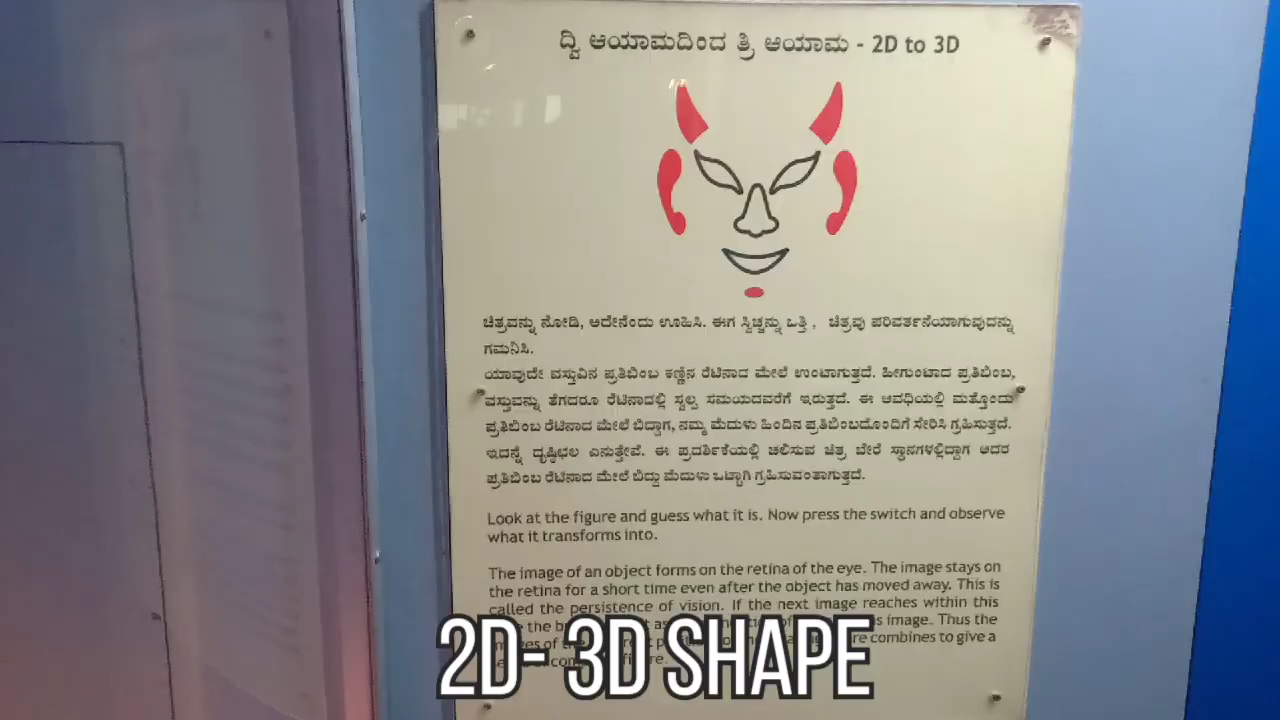 ದ್ವಿ ಆಯಾಮದಿಂದ ತ್ರಿ ಆಯಾಮ - 2D to 3D
ಚಿತ್ರವನ್ನು ನೋಡಿ, ಅದೇನೆಂದು ಊಹಿಸಿ. ಈಗ ಸ್ವಿಚ್ಚನ್ನು ಒತ್ತಿ , ಚಿತ್ರವು ಪರಿವರ್ತನೆಯಾಗುವುದನ್ನು
ಗಮನಿಸಿ.
ಯಾವುದೇ ವಸ್ತುವಿನ ಪ್ರತಿಬಿಂಬ ಕಣ್ಣಿನ ರೆಟಿನಾದ ಮೇಲೆ ಉಂಟಾಗುತ್ತದೆ. ಹೀಗುಂಟಾದ ಪ್ರತಿಬಿಂಬ,
ವಸ್ತುವನ್ನು ತೆಗದರೂ ರೆಟಿನಾದಲ್ಲಿ ಸ್ವಲ್ಪ ಸಮಯದವರೆಗೆ ಇರುತ್ತದೆ. ಈ ಅವಧಿಯಲ್ಲಿ ಮತ್ತೊಂದು
ಪ್ರತಿಬಿಂಬ ರೆಟಿನಾದ ಮೇಲೆ ಬಿದ್ದಾಗ, ನಮ್ಮ ಮೆದುಳು ಹಿಂದಿನ ಪ್ರತಿಬಿಂಬದೊಂದಿಗೆ ಸೇರಿಸಿ ಗ್ರಹಿಸುತ್ತದೆ.
ಇದನ್ನೆ ದೃಷ್ಠಿಛಲ ಎನುತ್ತೇವೆ. ಈ ಪ್ರದರ್ಶಿಕೆಯಲ್ಲಿ ಚಲಿಸುವ ಚಿತ್ರ ಬೇರೆ ಸ್ಥಾನಗಳಲ್ಲಿದ್ದಾಗ ಅದರ
ಪ್ರತಿಬಿಂಬ ರೆಟಿನಾದ ಮೇಲೆ ಬಿದ್ದು ಮೆದುಳು ಒಟ್ಟಾಗಿ ಗ್ರಹಿಸುವಂತಾಗುತ್ತದೆ.
Look at the figure and guess what it is. Now press the switch and observe
what it transforms into.
The image of an object forms on the retina of the eye. The image stays on
the retina for a short time even after the object has moved away. This is
called the persistence of vision. If the next image reaches within this
the image. Thus the
of the combines to give a
2D- 3D SHAPE